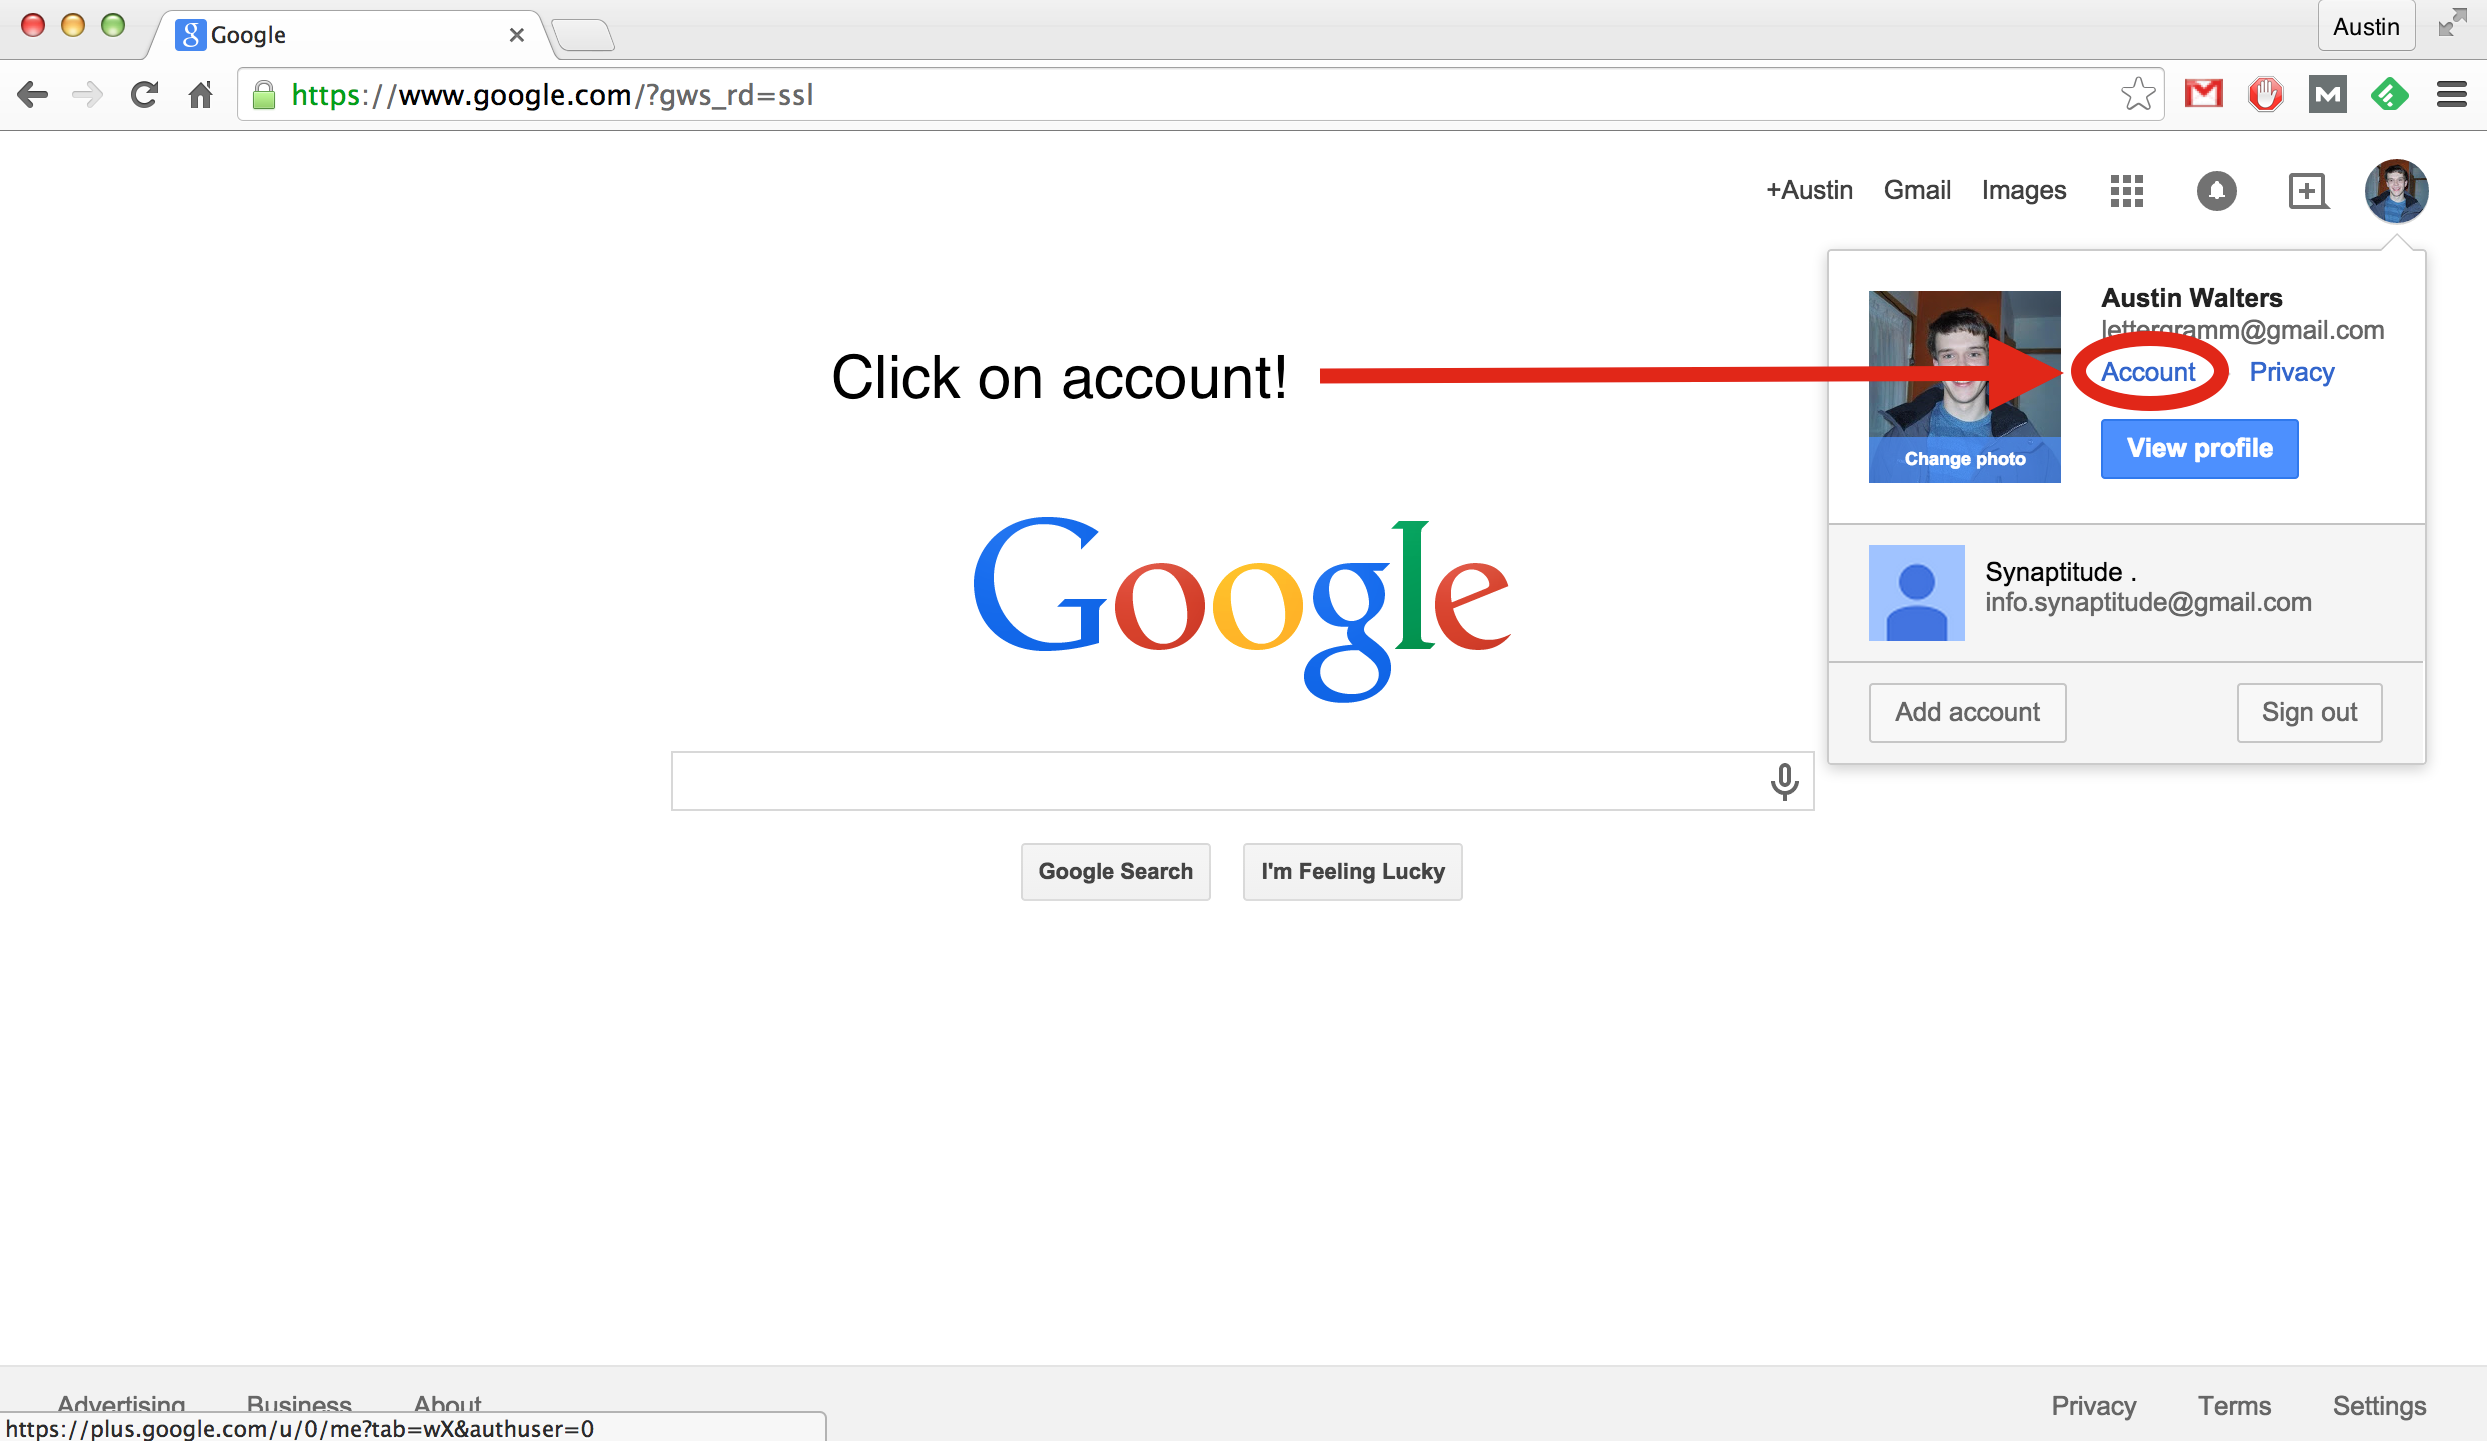 Google
Austin
https://www.google.com/?gws_rd=ssl
+Austin Gmail Images
Austin Walters
lettergramm@gmail.com
Click on account!
Account Privacy
View profile
Change photo
Google
Synaptitude .
info.synaptitude@gmail.com
Add account Sign out
Google Search I'm Feeling Lucky
Advertising Business About
Privacy Terms Settings
https://plus.google.com/u/0/me?tab=wX&authuser=0